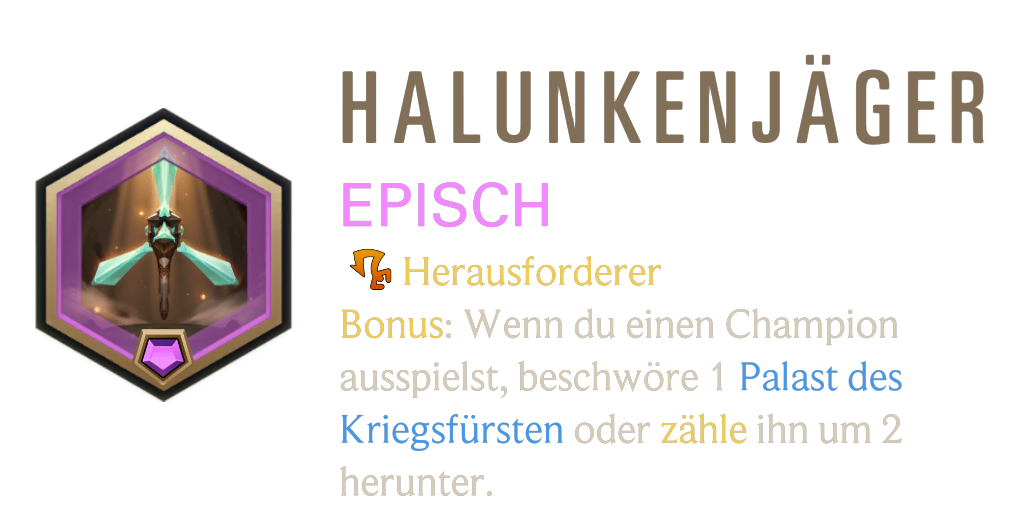 HALUNKENJÄGER
EPISCH
Herausforderer
Bonus: Wenn du einen Champion
ausspielst, beschwöre 1 Palast des
Kriegsfürsten oder zähle ihn um 2
herunter.